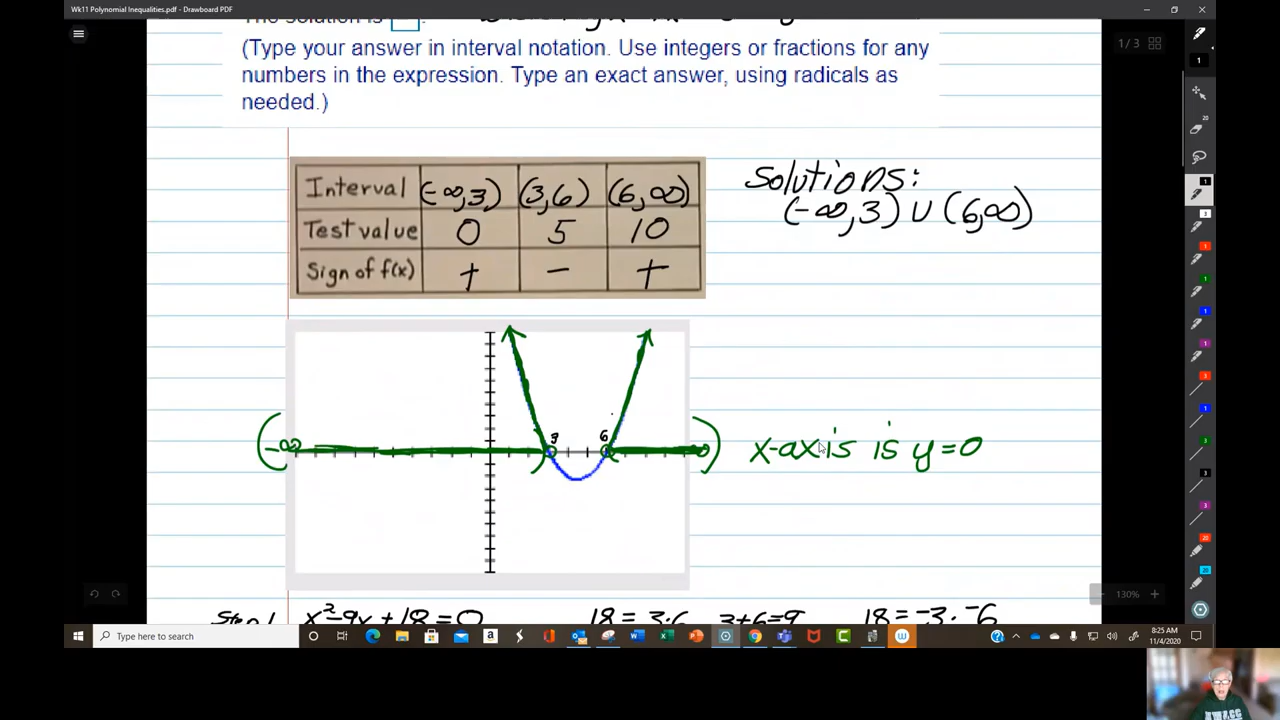 Wk11 Polynomial Inequalities.pdf - Drawboard PDF
The solution is
(Type your answer in interval notation. Use integers or fractions for any
numbers in the expression. Type an exact answer, using radicals as
needed.)
1/3
Interval (-∞,3) (3,6) (6,∞)
Test value 0 5 10
Sign of f(x) + - +
Solutions:
(-∞,3) ∪ (6,∞)
3 6
-∞ ∞
x-axis is y=0
Step 1 x²-9x+18=0 18=3·6 3+6=9 18=-3·-6
130%
Type here to search
8:25 AM
11/4/2020